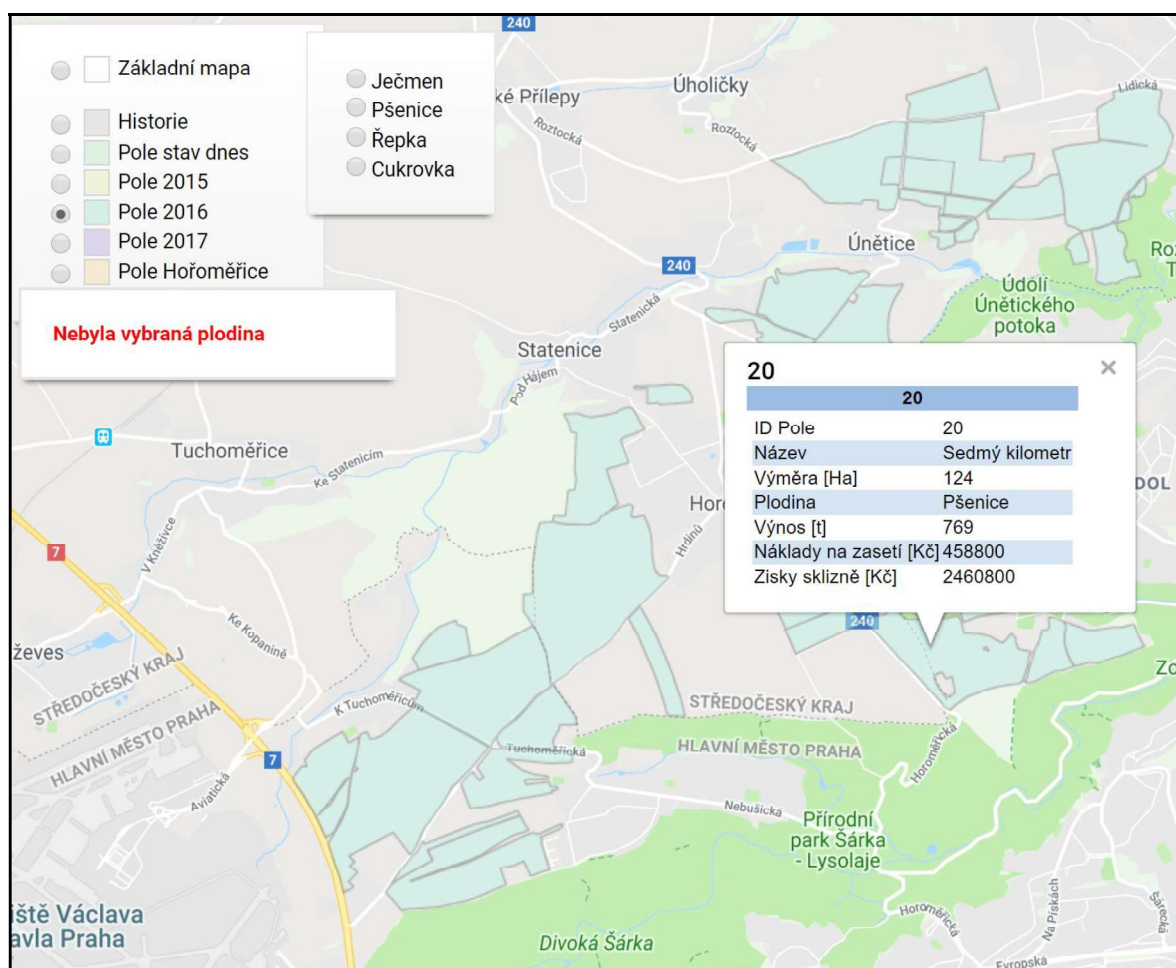 Základní mapa
Historie
Pole stav dnes
Pole 2015
Pole 2016
Pole 2017
Pole Hořoměřice
Ječmen
Pšenice
Řepka
Cukrovka
Nebyla vybraná plodina
240
ké Přílepy
Úholičky
Lidická
Roztocká
Roztocká
Únětice
Roz
240
Údolí
Únětického
potoka
Statenická
Statenice
Pod Hájem
Tuchoměřice
Ke Statenicím
Hor
Hrdinů
DOL
20
20
ID Pole 20
Název Sedmý kilometr
Výměra [Ha] 124
Plodina Pšenice
Výnos [t] 769
Náklady na zasetí [Kč] 458800
Zisky sklizně [Kč] 2460800
7
V Kněžívce
240
Ke Kopanině
ževes
STŘEDOČESKÝ KRAJ
HLAVNÍ MĚSTO PRAHA
K Tuchoměřicům
STŘEDOČESKÝ KRAJ
HLAVNÍ MĚSTO PRAHA
Zo
7
Tuchoměřická
Horoměřická
Aviatická
Nebušická
Přírodní
park Šárka
- Lysolaje
iště Václava
avla Praha
Divoká Šárka
Horoměřická
Na Pískách
Šárecká
Evropská